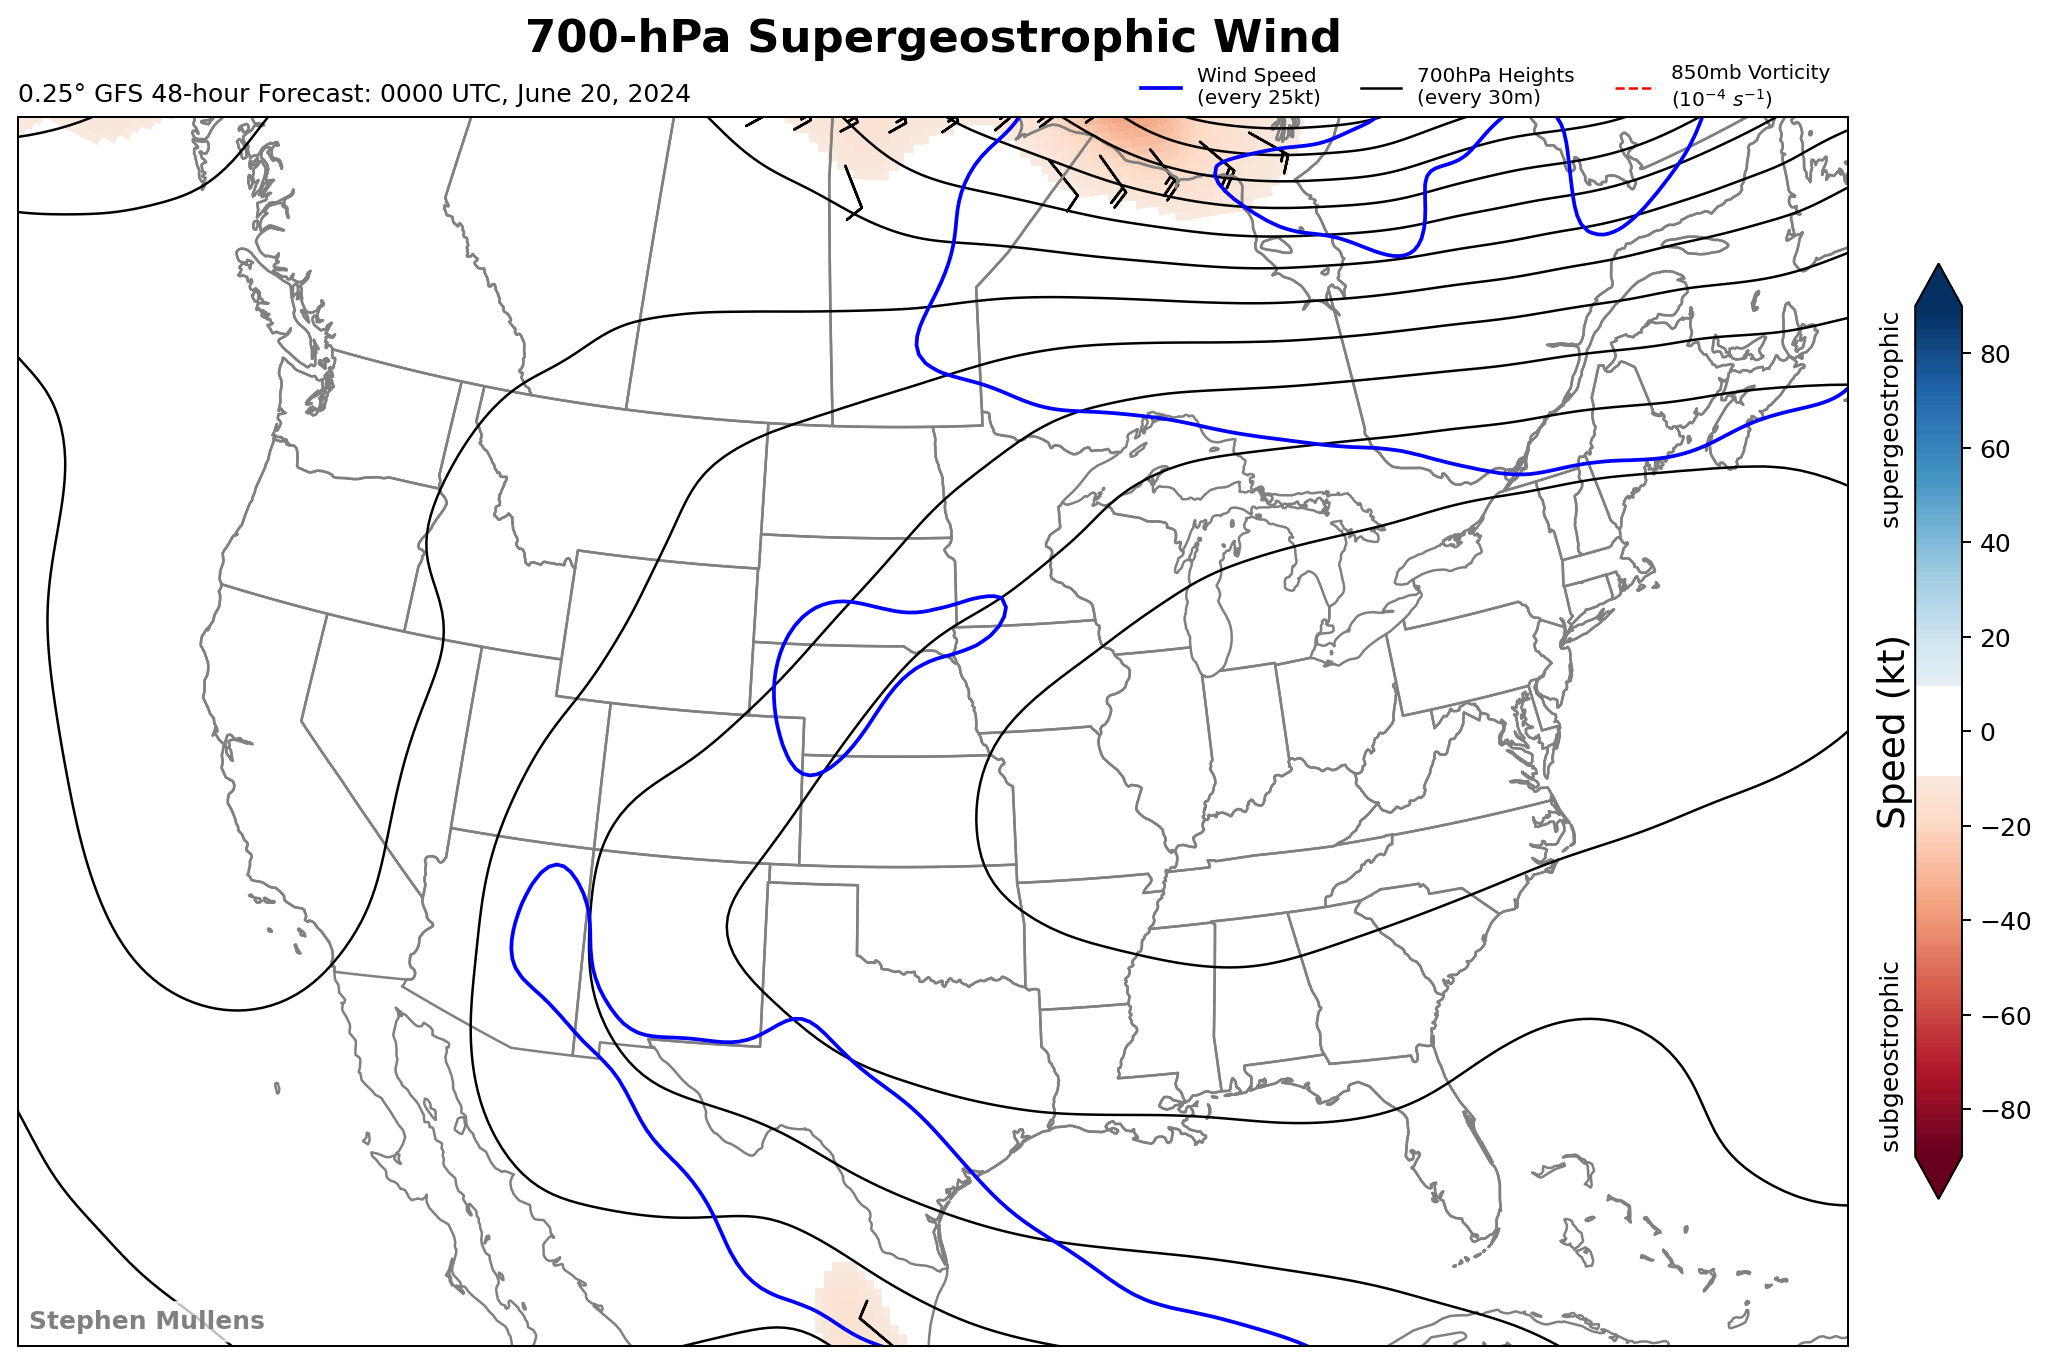 700-hPa Supergeostrophic Wind
0.25° GFS 48-hour Forecast: 0000 UTC, June 20, 2024
Wind Speed
(every 25kt)
700hPa Heights
(every 30m)
850mb Vorticity
(10⁻⁴ s⁻¹)
supergeostrophic
Speed (kt)
subgeostrophic
80
60
40
20
0
−20
−40
−60
−80
Stephen Mullens